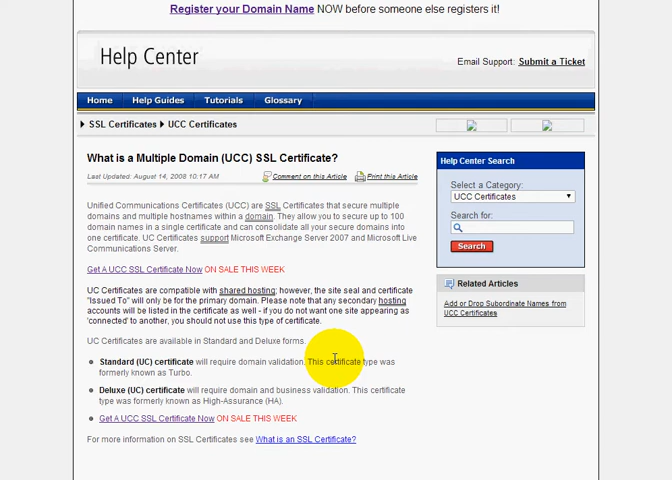 Register your Domain Name NOW before someone else registers it!
Help Center
Email Support: Submit a Ticket
Home Help Guides Tutorials Glossary
SSL Certificates UCC Certificates
What is a Multiple Domain (UCC) SSL Certificate?
Last Updated: August 14, 2008 10:17 AM Comment on this Article Print this Article
Unified Communications Certificates (UCC) are SSL Certificates that secure multiple
domains and multiple hostnames within a domain. They allow you to secure up to 100
domain names in a single certificate and can consolidate all your secure domains into
one certificate. UC Certificates support Microsoft Exchange Server 2007 and Microsoft Live
Communications Server.
Get A UCC SSL Certificate Now ON SALE THIS WEEK
UC Certificates are compatible with shared hosting; however, the site seal and certificate
"Issued To" will only be for the primary domain. Please note that any secondary hosting
accounts will be listed in the certificate as well - if you do not want one site appearing as
'connected' to another, you should not use this type of certificate.
UC Certificates are available in Standard and Deluxe forms.
Standard (UC) certificate will require domain validation. This certificate type was
formerly known as Turbo.
Deluxe (UC) certificate will require domain and business validation. This certificate
type was formerly known as High-Assurance (HA).
Get A UCC SSL Certificate Now ON SALE THIS WEEK
For more information on SSL Certificates see What is an SSL Certificate?
Help Center Search
Select a Category:
UCC Certificates
Search for:
Search
Related Articles
Add or Drop Subordinate Names from
UCC Certificates